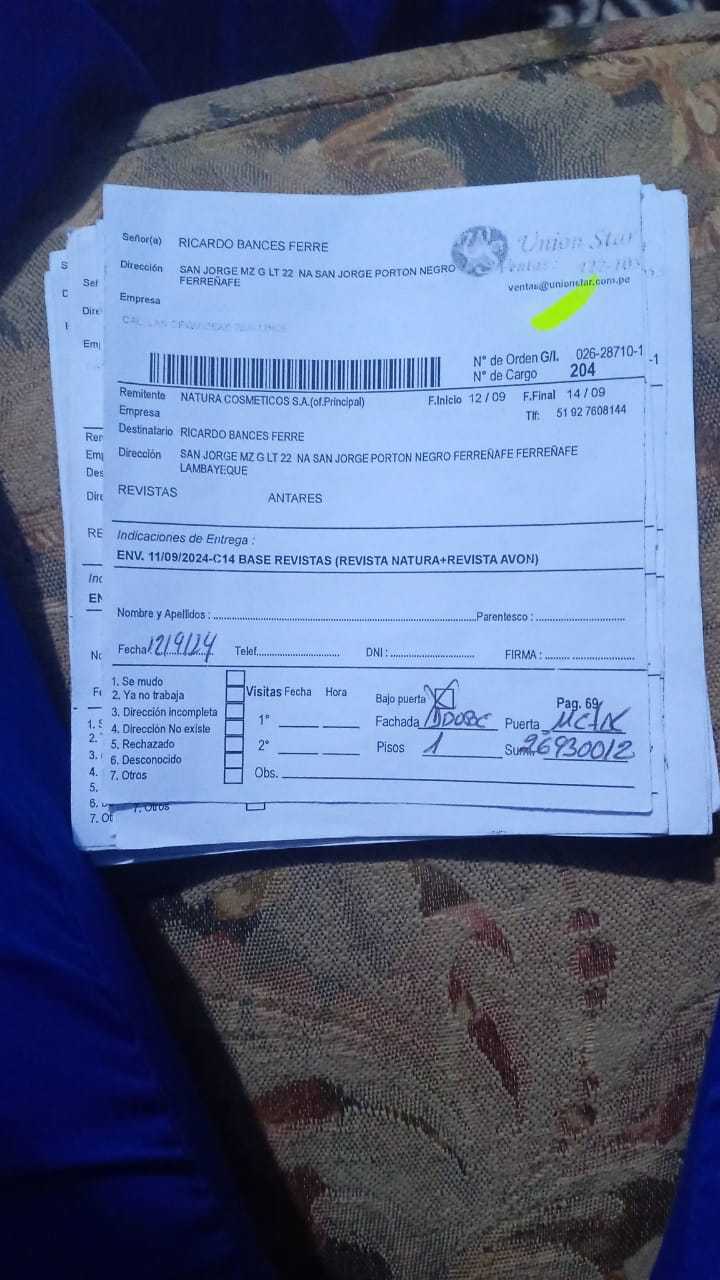 Señor(a) RICARDO BANCES FERRE
Union Star
Dirección SAN JORGE MZ G LT 22 NA SAN JORGE PORTON NEGRO
FERREÑAFE
Ventas:
ventas@unionstar.com.pe
Empresa
N° de Orden G/I. 026-28710-1
N° de Cargo 204
Remitente NATURA COSMETICOS S.A.(of.Principal) F.Inicio 12 / 09 F.Final 14 / 09
Empresa Tlf: 51 92 7608144
Destinatario RICARDO BANCES FERRE
Dirección SAN JORGE MZ G LT 22 NA SAN JORGE PORTON NEGRO FERREÑAFE FERREÑAFE
LAMBAYEQUE
REVISTAS ANTARES
Indicaciones de Entrega :
ENV. 11/09/2024-C14 BASE REVISTAS (REVISTA NATURA+REVISTA AVON)
Nombre y Apellidos : Parentesco :
Fecha 12/9/24 Telef. DNI : FIRMA :
1. Se mudo
2. Ya no trabaja
3. Dirección incompleta
4. Dirección No existe
5. Rechazado
6. Desconocido
7. Otros
Visitas Fecha Hora
1°
2°
Obs.
Bajo puerta
Pag. 69
Fachada ADOBE Puerta
Pisos 1 Sum. 26930012
7. Otros